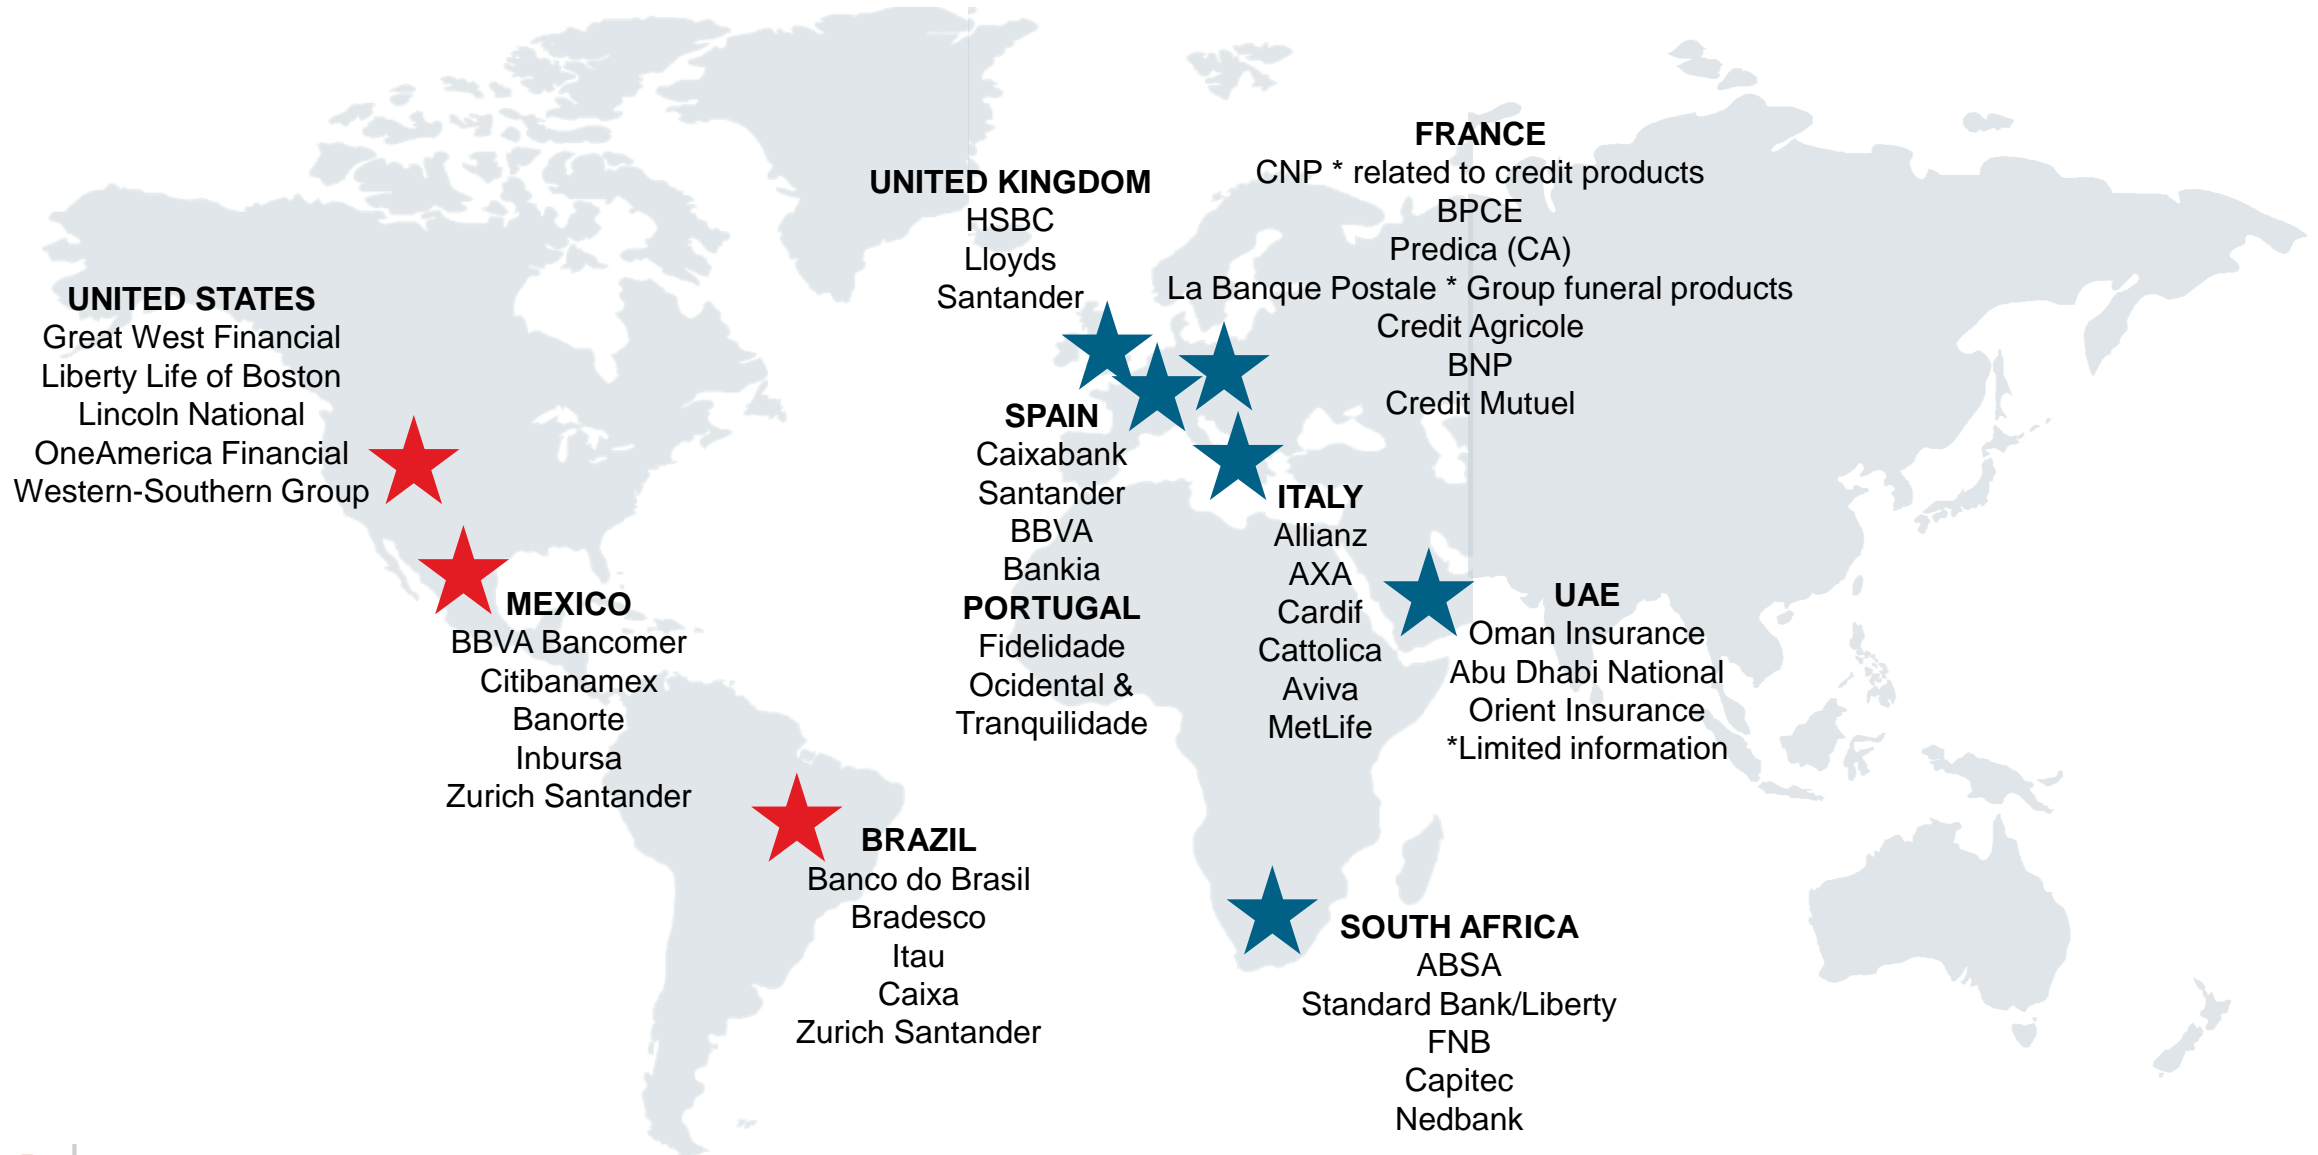 UNITED STATES
Great West Financial
Liberty Life of Boston
Lincoln National
OneAmerica Financial
Western-Southern Group
MEXICO
BBVA Bancomer
Citibanamex
Banorte
Inbursa
Zurich Santander
BRAZIL
Banco do Brasil
Bradesco
Itau
Caixa
Zurich Santander
UNITED KINGDOM
HSBC
Lloyds
Santander
SPAIN
Caixabank
Santander
BBVA
Bankia
PORTUGAL
Fidelidade
Ocidental &
Tranquilidade
FRANCE
CNP * related to credit products
BPCE
Predica (CA)
La Banque Postale * Group funeral products
Credit Agricole
BNP
Credit Mutuel
ITALY
Allianz
AXA
Cardif
Cattolica
Aviva
MetLife
UAE
Oman Insurance
Abu Dhabi National
Orient Insurance
*Limited information
SOUTH AFRICA
ABSA
Standard Bank/Liberty
FNB
Capitec
Nedbank